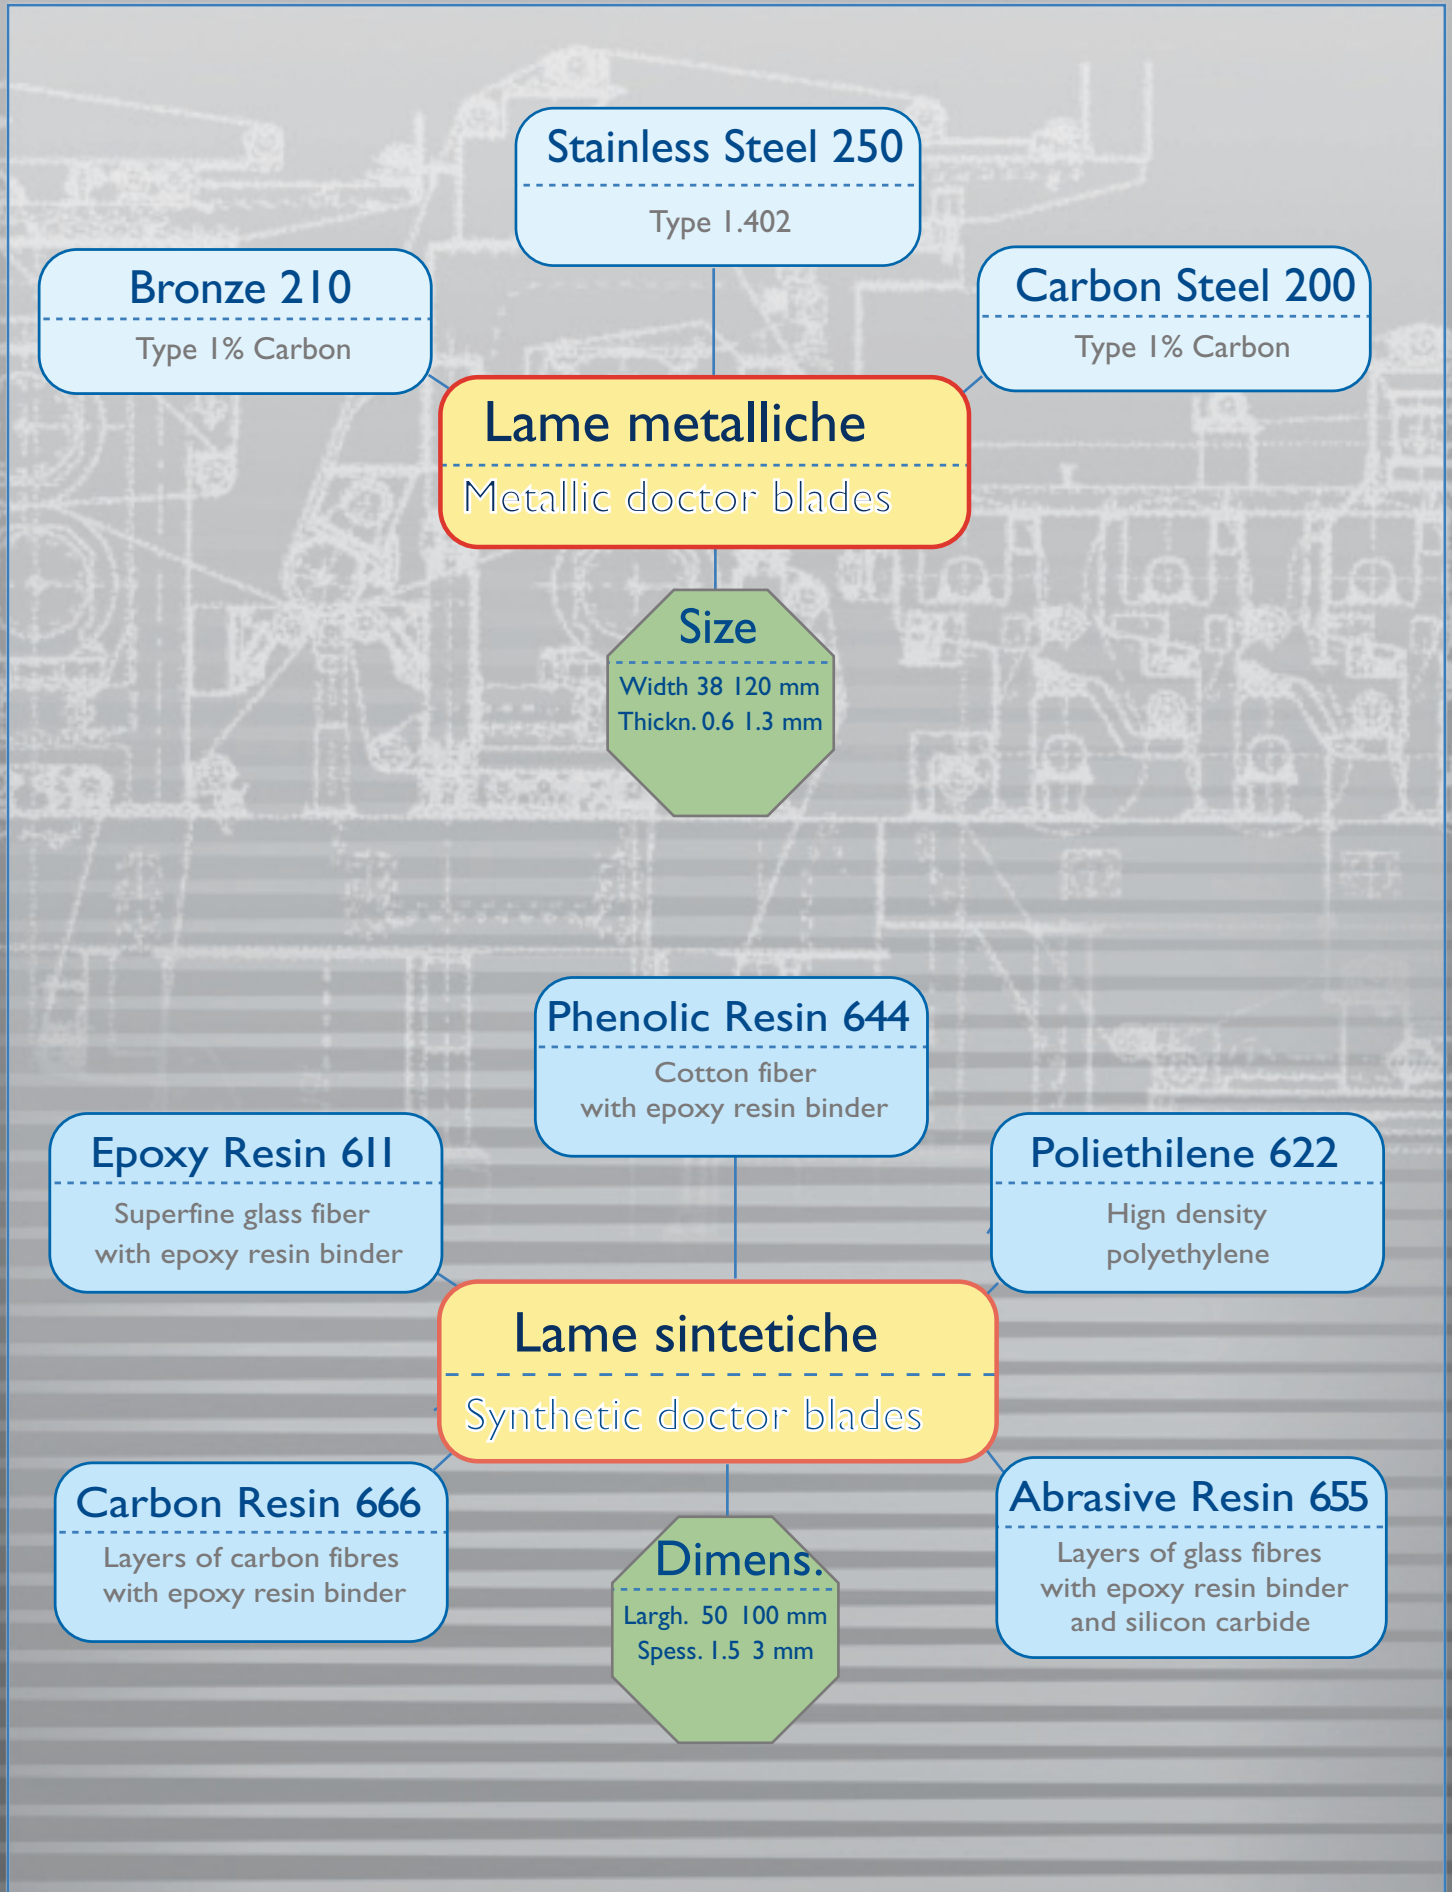 Stainless Steel 250
Type 1.402
Bronze 210
Type 1% Carbon
Carbon Steel 200
Type 1% Carbon
Lame metalliche
Metallic doctor blades
Size
Width 38 120 mm
Thickn. 0.6 1.3 mm
Phenolic Resin 644
Cotton fiber
with epoxy resin binder
Epoxy Resin 611
Superfine glass fiber
with epoxy resin binder
Poliethilene 622
Hign density
polyethylene
Lame sintetiche
Synthetic doctor blades
Carbon Resin 666
Layers of carbon fibres
with epoxy resin binder
Abrasive Resin 655
Layers of glass fibres
with epoxy resin binder
and silicon carbide
Dimens.
Largh. 50 100 mm
Spess. 1.5 3 mm